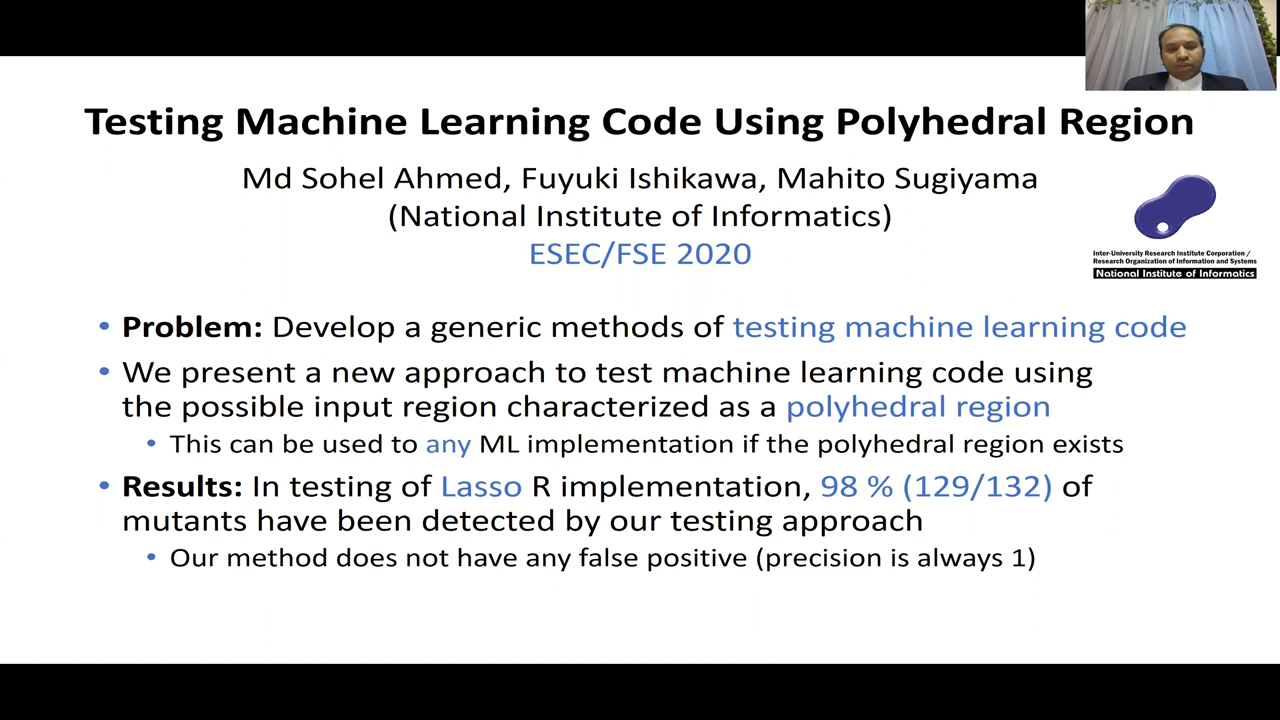 Testing Machine Learning Code Using Polyhedral Region
Md Sohel Ahmed, Fuyuki Ishikawa, Mahito Sugiyama
(National Institute of Informatics)
ESEC/FSE 2020
Inter-University Research Institute Corporation /
Research Organization of Information and Systems
National Institute of Informatics
• Problem: Develop a generic methods of testing machine learning code
• We present a new approach to test machine learning code using
the possible input region characterized as a polyhedral region
• This can be used to any ML implementation if the polyhedral region exists
• Results: In testing of Lasso R implementation, 98 % (129/132) of
mutants have been detected by our testing approach
• Our method does not have any false positive (precision is always 1)